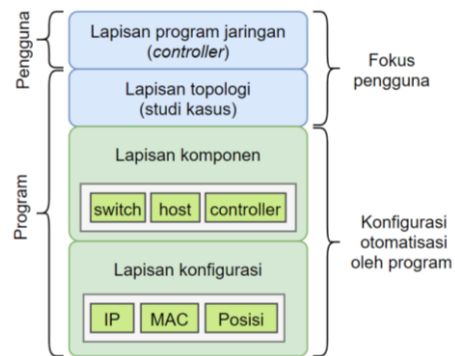 Pengguna
Program
Lapisan program jaringan
(controller)
Lapisan topologi
(studi kasus)
Lapisan komponen
switch host controller
Lapisan konfigurasi
IP MAC Posisi
Fokus
pengguna
Konfigurasi
otomatisasi
oleh program